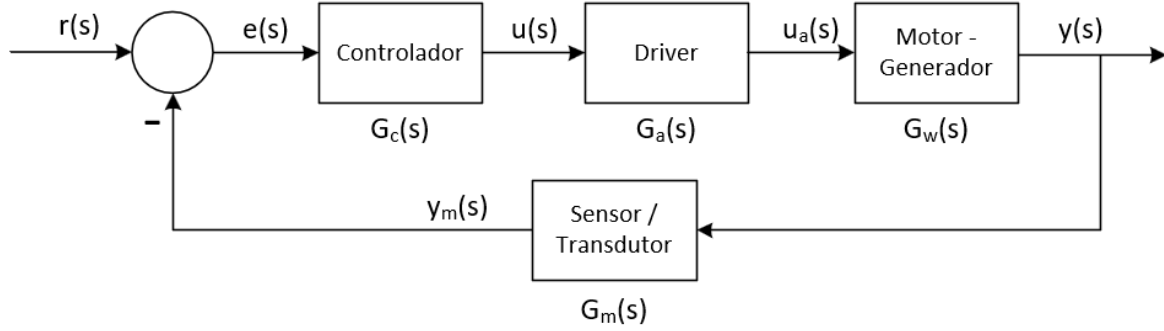 r(s)
e(s)
Controlador
u(s)
Driver
uₐ(s)
Motor -
Generador
y(s)
-
G꜀(s)
Gₐ(s)
G_w(s)
yₘ(s)
Sensor /
Transdutor
Gₘ(s)